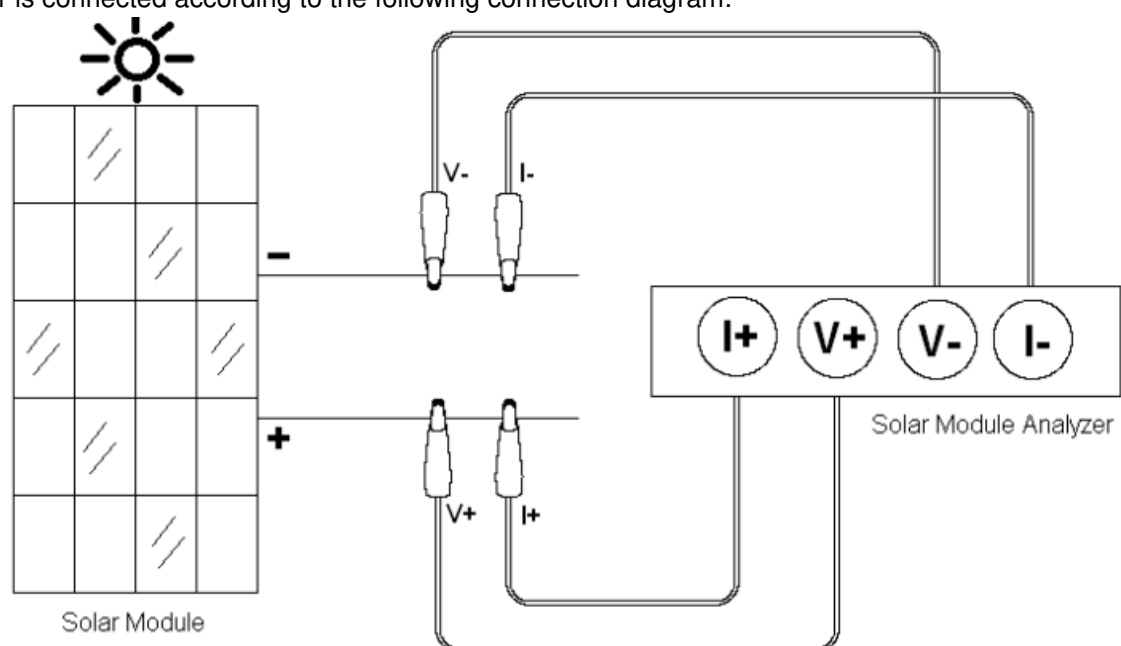 is connected according to the following connection diagram:
V-
I-
-
I+
V+
V-
I-
Solar Module Analyzer
+
V+
I+
Solar Module